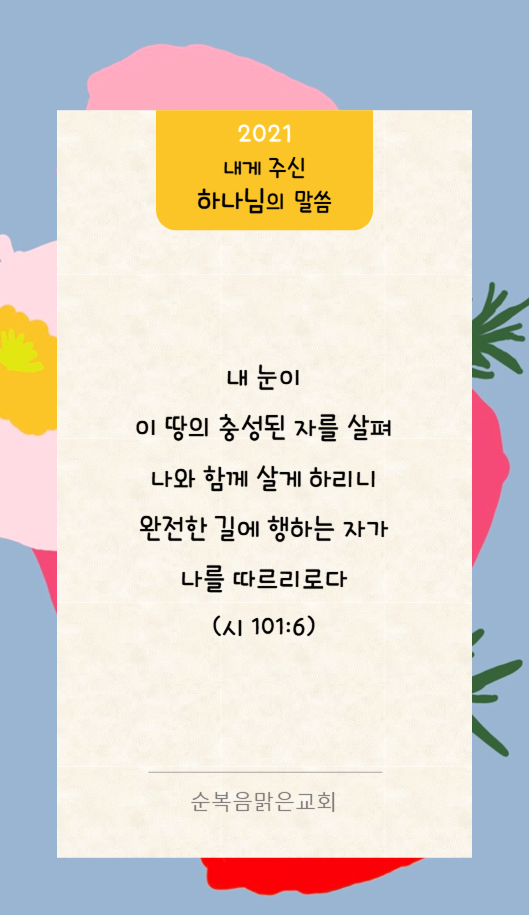 2021
내게 주신
하나님의 말씀
내 눈이
이 땅의 충성된 자를 살펴
나와 함께 살게 하리니
완전한 길에 행하는 자가
나를 따르리로다
(시 101:6)
순복음맑은교회